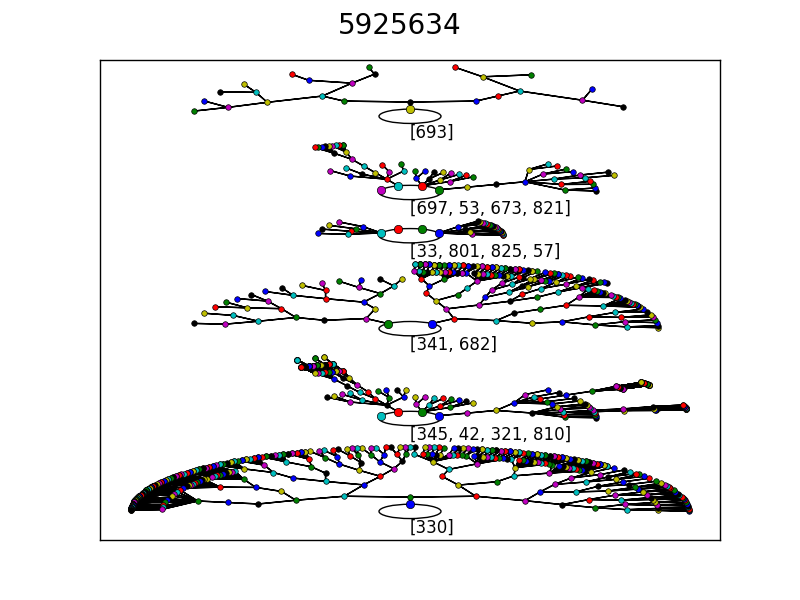 5925634
[693]
[697, 53, 673, 821]
[33, 801, 825, 57]
[341, 682]
[345, 42, 321, 810]
[330]